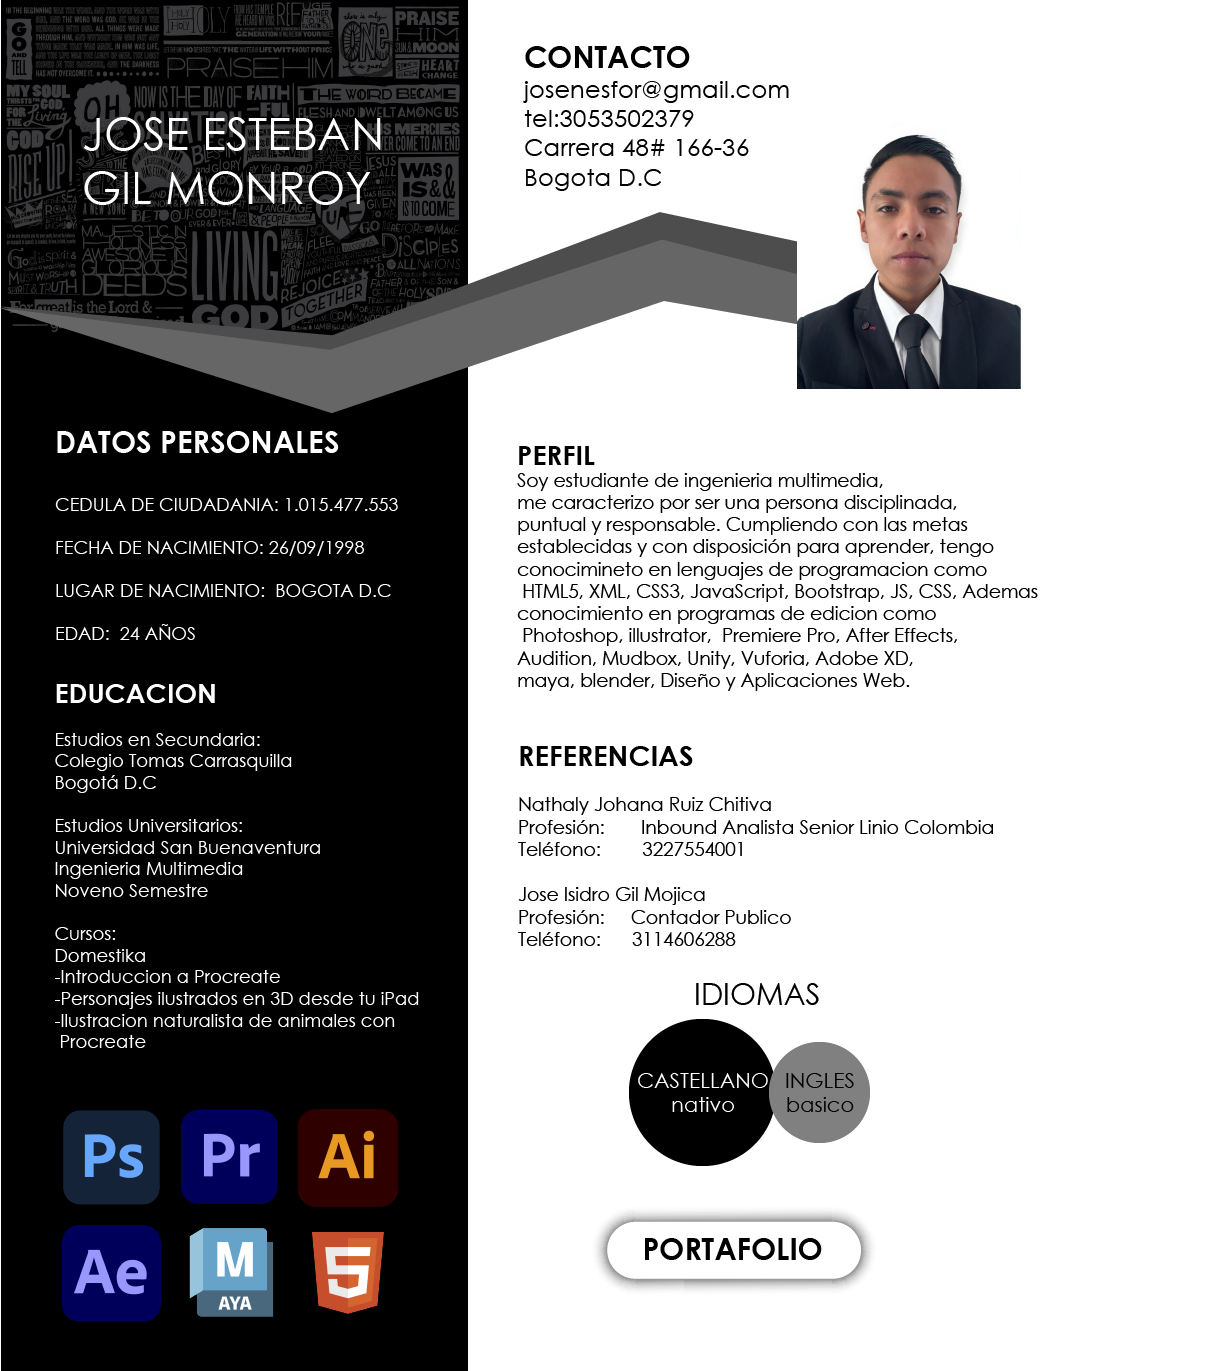 JOSE ESTEBAN
GIL MONROY
CONTACTO
josenesfor@gmail.com
tel:3053502379
Carrera 48# 166-36
Bogota D.C
DATOS PERSONALES
CEDULA DE CIUDADANIA: 1.015.477.553
FECHA DE NACIMIENTO: 26/09/1998
LUGAR DE NACIMIENTO:  BOGOTA D.C
EDAD:  24 AÑOS
EDUCACION
Estudios en Secundaria:
Colegio Tomas Carrasquilla
Bogotá D.C
Estudios Universitarios:
Universidad San Buenaventura
Ingenieria Multimedia
Noveno Semestre
Cursos:
Domestika
-Introduccion a Procreate
-Personajes ilustrados en 3D desde tu iPad
-Ilustracion naturalista de animales con
Procreate
Ps Pr Ai
Ae M
AYA
5
PERFIL
Soy estudiante de ingenieria multimedia,
me caracterizo por ser una persona disciplinada,
puntual y responsable. Cumpliendo con las metas
establecidas y con disposición para aprender, tengo
conocimineto en lenguajes de programacion como
HTML5, XML, CSS3, JavaScript, Bootstrap, JS, CSS, Ademas
conocimiento en programas de edicion como
Photoshop, illustrator,  Premiere Pro, After Effects,
Audition, Mudbox, Unity, Vuforia, Adobe XD,
maya, blender, Diseño y Aplicaciones Web.
REFERENCIAS
Nathaly Johana Ruiz Chitiva
Profesión: Inbound Analista Senior Linio Colombia
Teléfono: 3227554001
Jose Isidro Gil Mojica
Profesión: Contador Publico
Teléfono: 3114606288
IDIOMAS
CASTELLANO
nativo
INGLES
basico
PORTAFOLIO